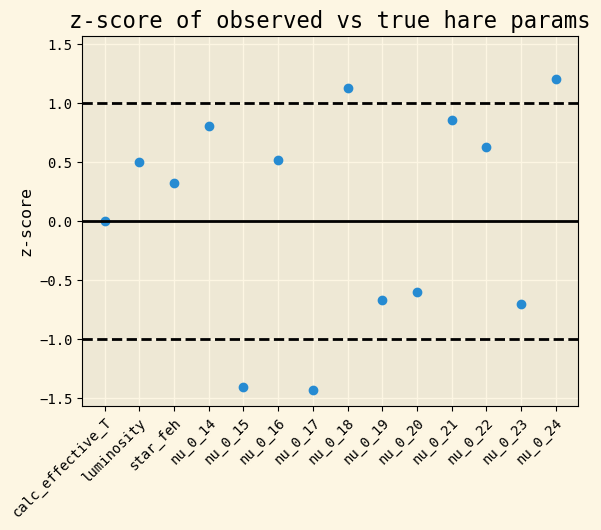 z-score of observed vs true hare params
1.5
1.0
0.5
0.0
−0.5
−1.0
−1.5
z-score
calc_effective_T
luminosity
star_feh
nu_0_14
nu_0_15
nu_0_16
nu_0_17
nu_0_18
nu_0_19
nu_0_20
nu_0_21
nu_0_22
nu_0_23
nu_0_24